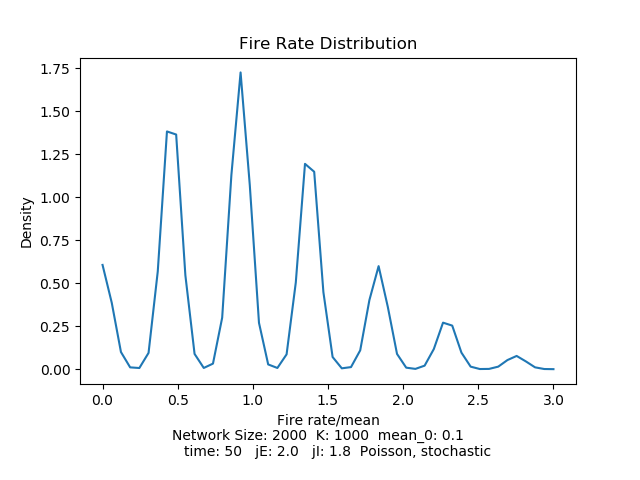 Fire Rate Distribution
1.75
1.50
1.25
1.00
0.75
0.50
0.25
0.00
Density
0.0 0.5 1.0 1.5 2.0 2.5 3.0
Fire rate/mean
Network Size: 2000  K: 1000  mean_0: 0.1
time: 50   jE: 2.0   jI: 1.8  Poisson, stochastic